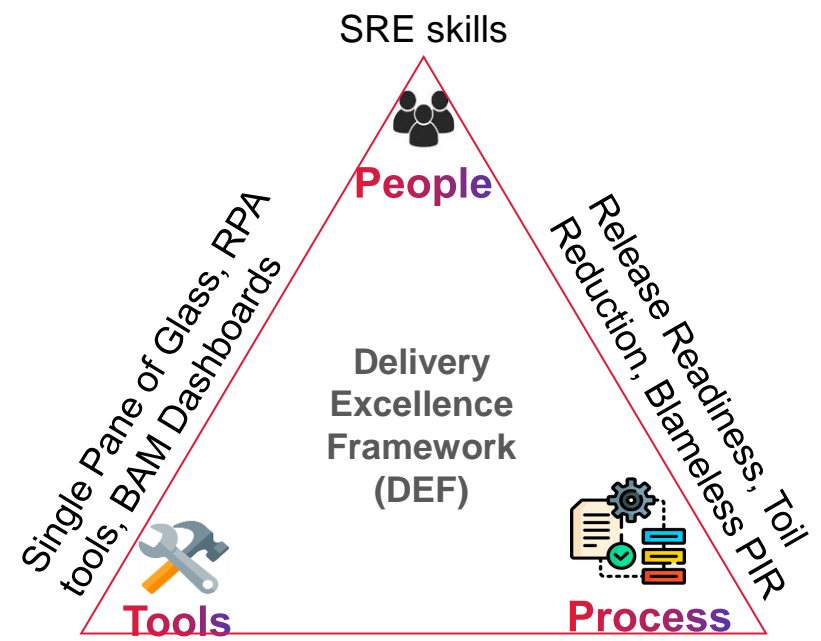 SRE skills
People
Single Pane of Glass, RPA
tools, BAM Dashboards
Release Readiness, Toil
Reduction, Blameless PIR
Delivery
Excellence
Framework
(DEF)
Tools
Process